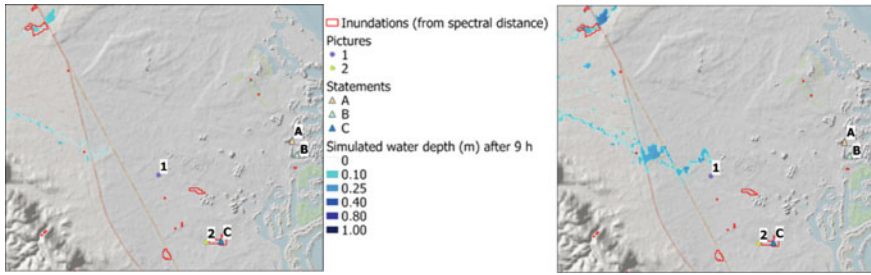 A
B
1
2 C
Inundations (from spectral distance)
Pictures
1
2
Statements
A
B
C
Simulated water depth (m) after 9 h
0
0.10
0.25
0.40
0.80
1.00
A
B
1
2 C